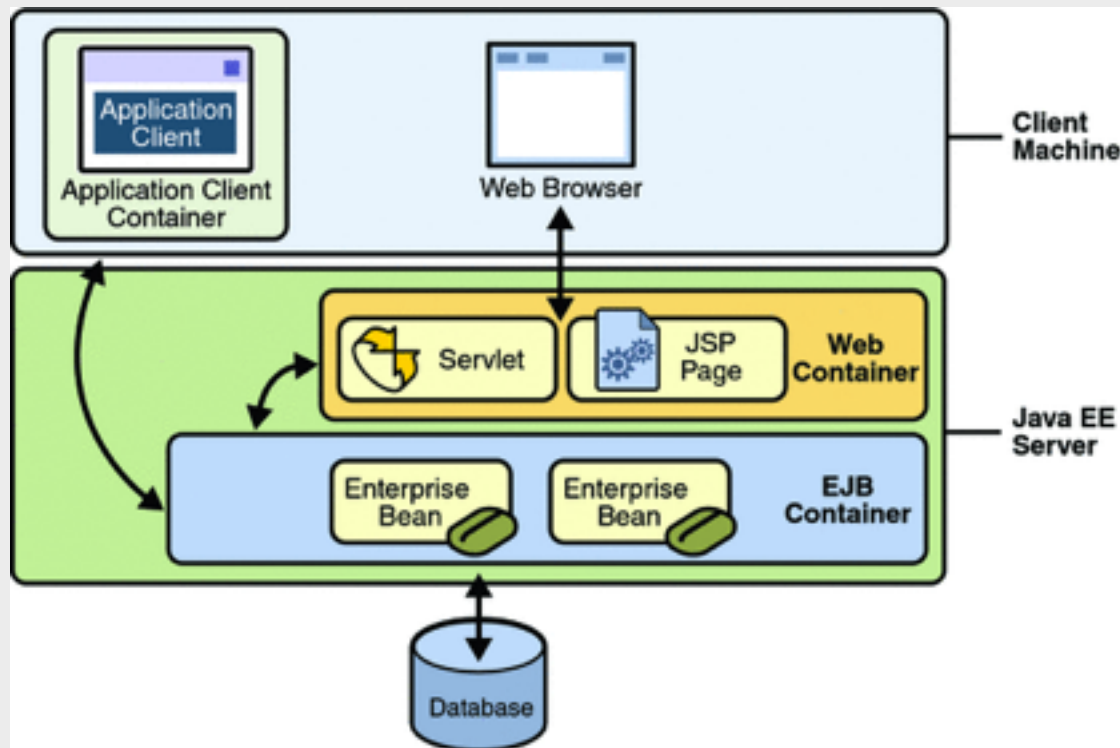 Application
Client
Application Client
Container
Web Browser
Client
Machine
Servlet
JSP
Page
Web
Container
Java EE
Server
Enterprise
Bean
Enterprise
Bean
EJB
Container
Database